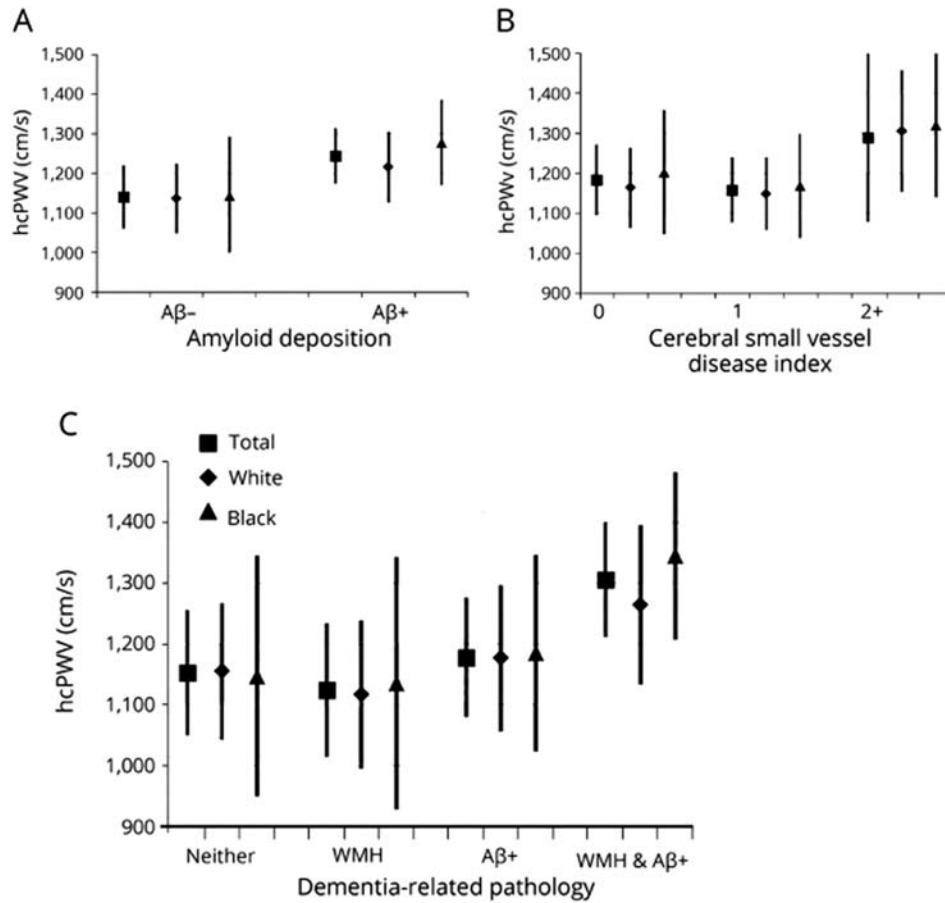 A
1,500
1,400
1,300
1,200
1,100
1,000
900
hcPWV (cm/s)
Aβ−
Aβ+
Amyloid deposition
B
1,500
1,400
1,300
1,200
1,100
1,000
900
hcPWv (cm/s)
0
1
2+
Cerebral small vessel
disease index
C
Total
White
Black
1,500
1,400
1,300
1,200
1,100
1,000
900
hcPWV (cm/s)
Neither
WMH
Aβ+
WMH & Aβ+
Dementia-related pathology